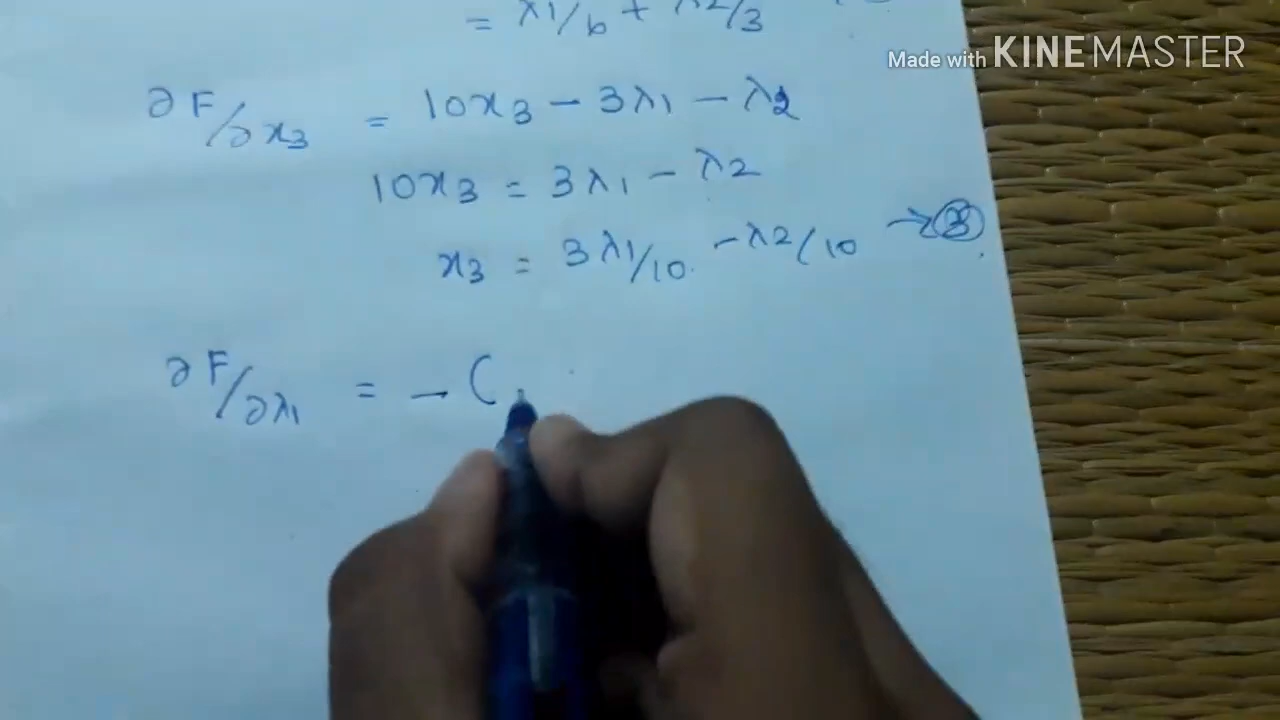 = λ1/6 + λ2/3
Made with KINEMASTER
∂F/∂x3 = 10x3 - 3λ1 - λ2
10x3 = 3λ1 - λ2
x3 = 3λ1/10 - λ2/10 → 3
∂F/∂λ1 = - (